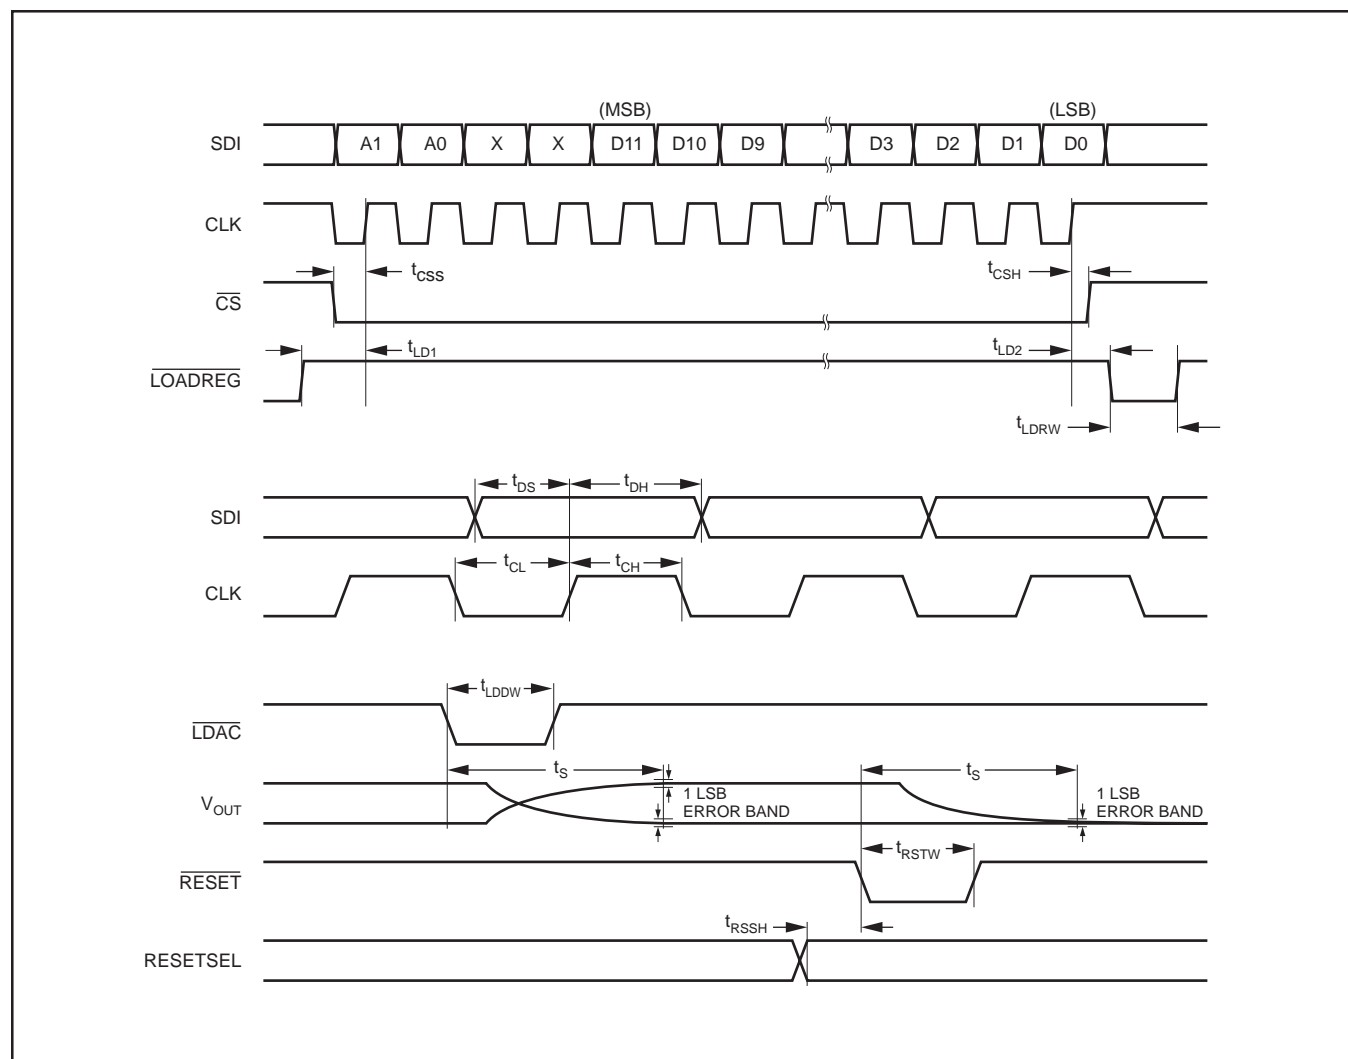 (MSB) (LSB)
SDI A1 A0 X X D11 D10 D9 D3 D2 D1 D0
CLK
tCSS tCSH
CS
tLD1 tLD2
LOADREG
tLDRW
tDS tDH
SDI
tCL tCH
CLK
tLDDW
LDAC
tS tS
VOUT
1 LSB
ERROR BAND
1 LSB
ERROR BAND
tRSTW
RESET
tRSSH
RESETSEL